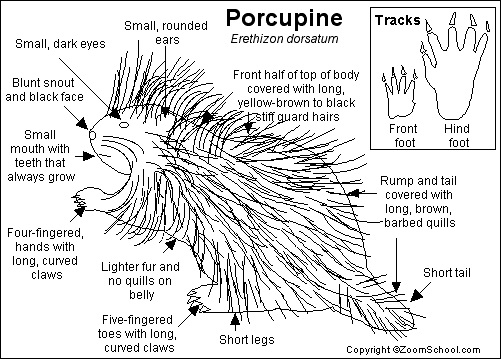 Porcupine
Erethizon dorsatum
Tracks
Front
foot
Hind
foot
Small, rounded
ears
Small, dark eyes
Blunt snout
and black face
Small
mouth with
teeth that
always grow
Four-fingered,
hands with
long, curved
claws
Front half of top of body
covered with long,
yellow-brown to black
stiff guard hairs
Rump and tail
covered with
long, brown,
barbed quills
Lighter fur and
no quills on
belly
Short tail
Five-fingered
toes with long,
curved claws
Short legs
Copyright ©ZoomSchool.com